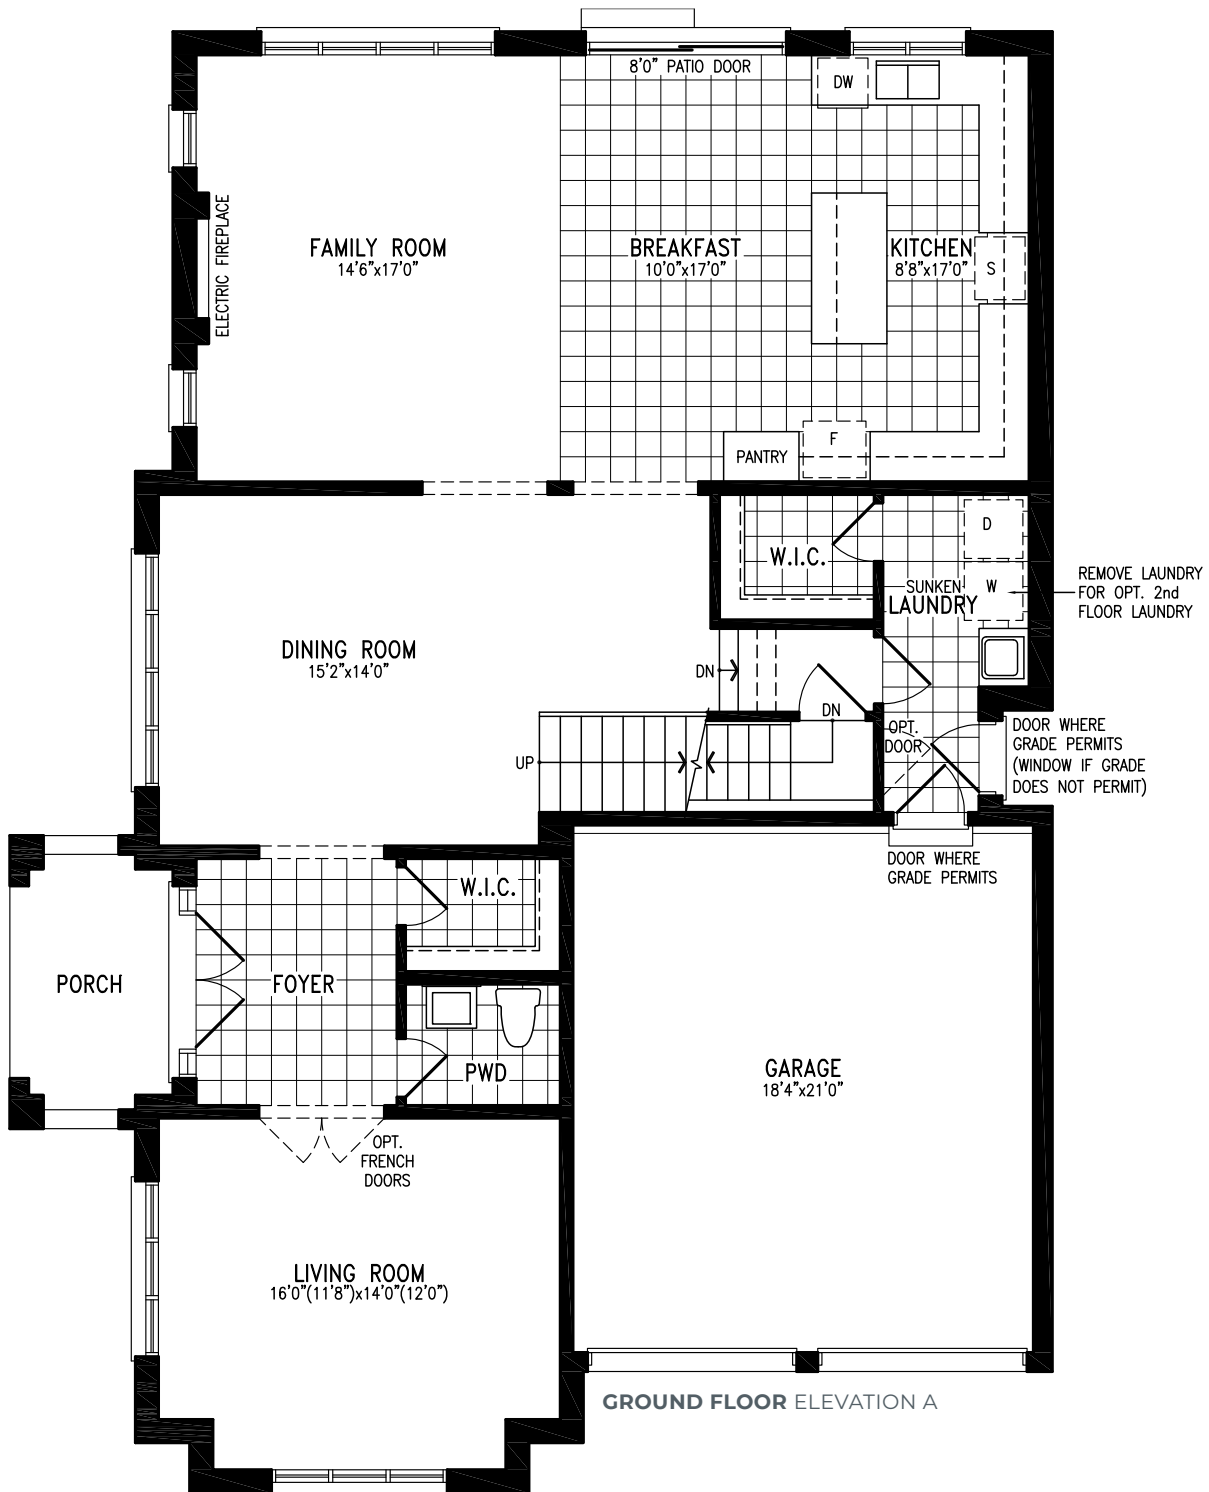 8'0" PATIO DOOR
DW
ELECTRIC FIREPLACE
FAMILY ROOM
14'6"x17'0"
BREAKFAST
10'0"x17'0"
KITCHEN
8'8"x17'0"
S
F
PANTRY
D
W.I.C.
W
SUNKEN
LAUNDRY
REMOVE LAUNDRY
FOR OPT. 2nd
FLOOR LAUNDRY
DINING ROOM
15'2"x14'0"
DN
DN
UP
OPT.
DOOR
DOOR WHERE
GRADE PERMITS
(WINDOW IF GRADE
DOES NOT PERMIT)
DOOR WHERE
GRADE PERMITS
W.I.C.
PORCH
FOYER
PWD
GARAGE
18'4"x21'0"
OPT.
FRENCH
DOORS
LIVING ROOM
16'0"(11'8")x14'0"(12'0")
GROUND FLOOR ELEVATION A